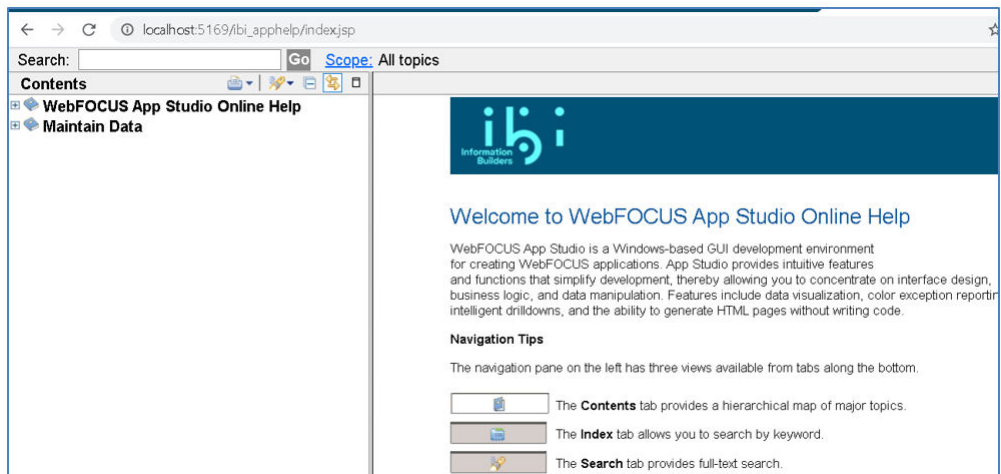 localhost:5169/ibi_apphelp/index.jsp
Search: Go Scope: All topics
Contents
WebFOCUS App Studio Online Help
Maintain Data
ibi
Information
Builders
Welcome to WebFOCUS App Studio Online Help
WebFOCUS App Studio is a Windows-based GUI development environment
for creating WebFOCUS applications. App Studio provides intuitive features
and functions that simplify development, thereby allowing you to concentrate on interface design,
business logic, and data manipulation. Features include data visualization, color exception reportin
intelligent drilldowns, and the ability to generate HTML pages without writing code.
Navigation Tips
The navigation pane on the left has three views available from tabs along the bottom.
The Contents tab provides a hierarchical map of major topics.
The Index tab allows you to search by keyword.
The Search tab provides full-text search.